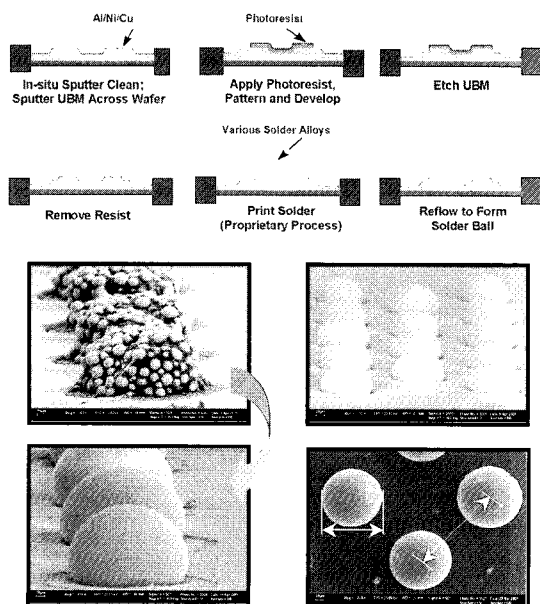 Al/Ni/Cu
Photoresist
In-situ Sputter Clean;
Sputter UBM Across Wafer
Apply Photoresist,
Pattern and Develop
Etch UBM
Various Solder Alloys
Remove Resist
Print Solder
(Proprietary Process)
Reflow to Form
Solder Ball